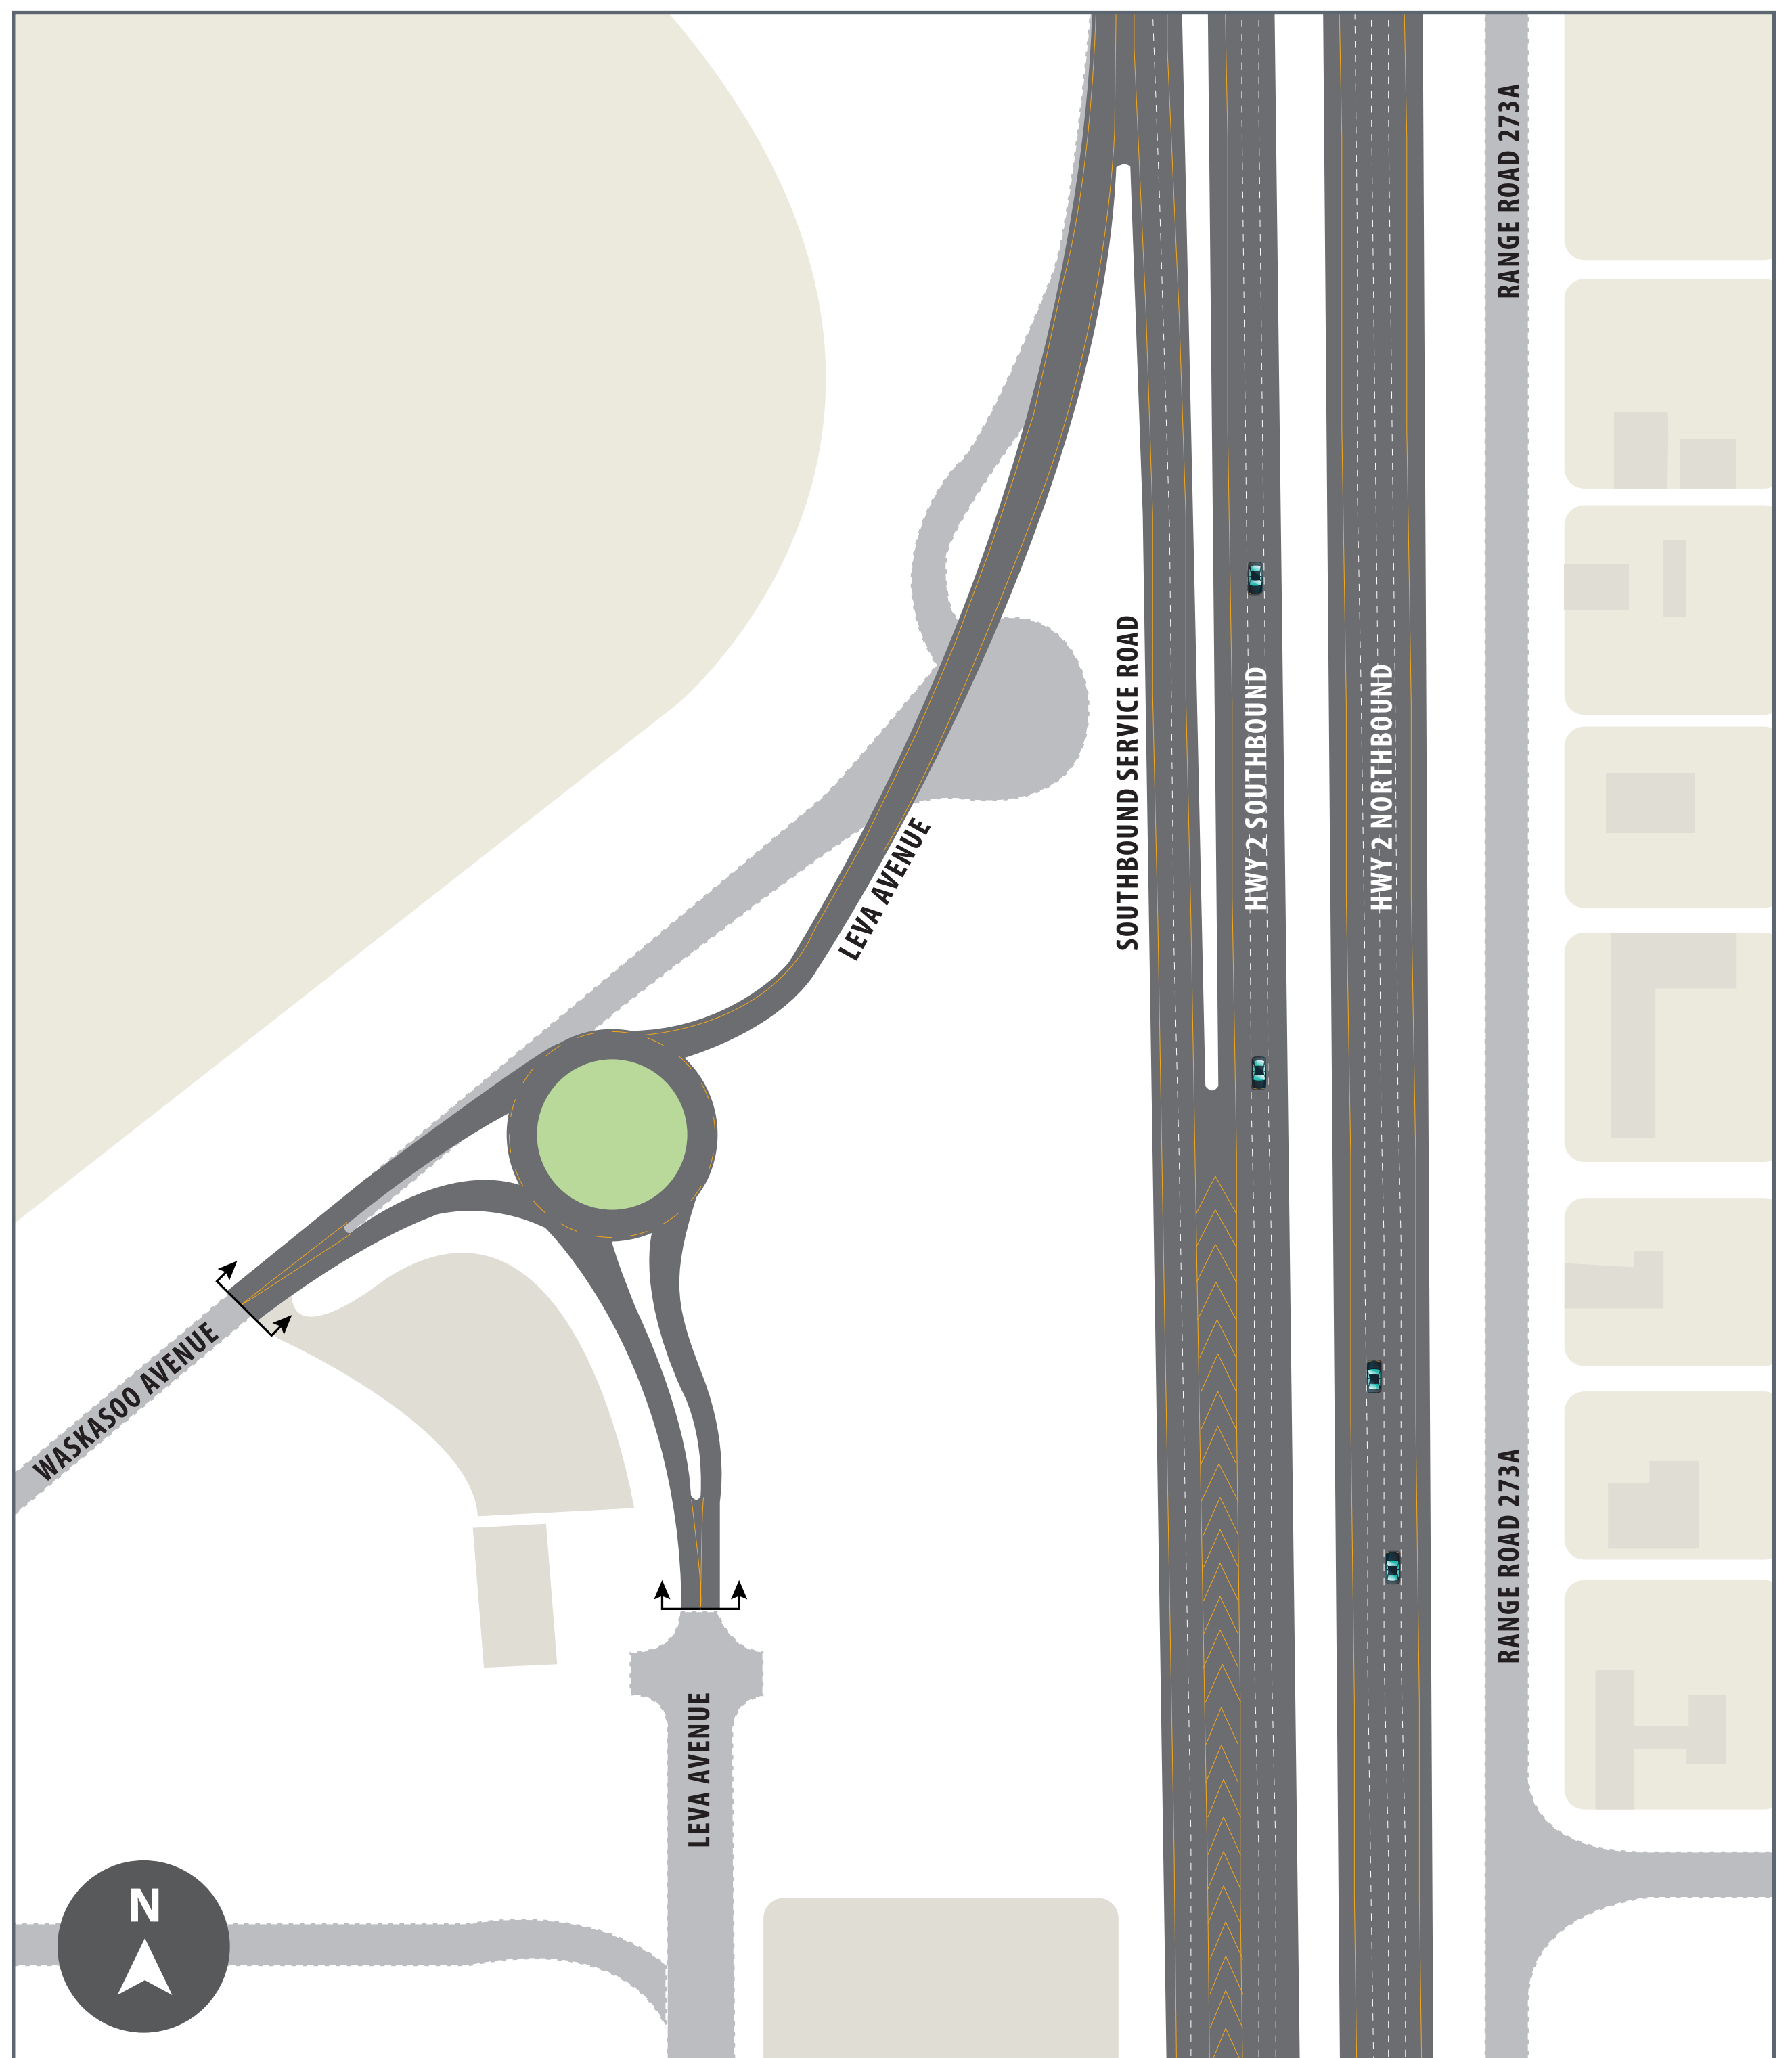 RANGE ROAD 273A
SOUTHBOUND SERVICE ROAD
HWY 2 SOUTHBOUND
HWY 2 NORTHBOUND
LEVA AVENUE
WASKASOO AVENUE
RANGE ROAD 273A
LEVA AVENUE
N